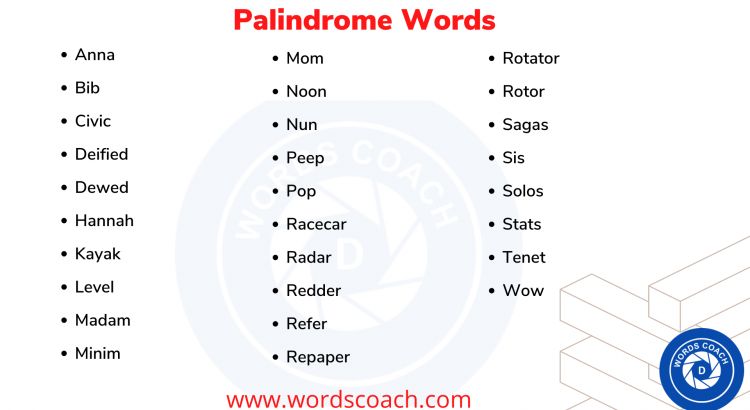 Palindrome Words
Anna
Bib
Civic
Deified
Dewed
Hannah
Kayak
Level
Madam
Minim
Mom
Noon
Nun
Peep
Pop
Racecar
Radar
Redder
Refer
Repaper
Rotator
Rotor
Sagas
Sis
Solos
Stats
Tenet
Wow
WORDS COACH
D
WORDS COACH
D
www.wordscoach.com